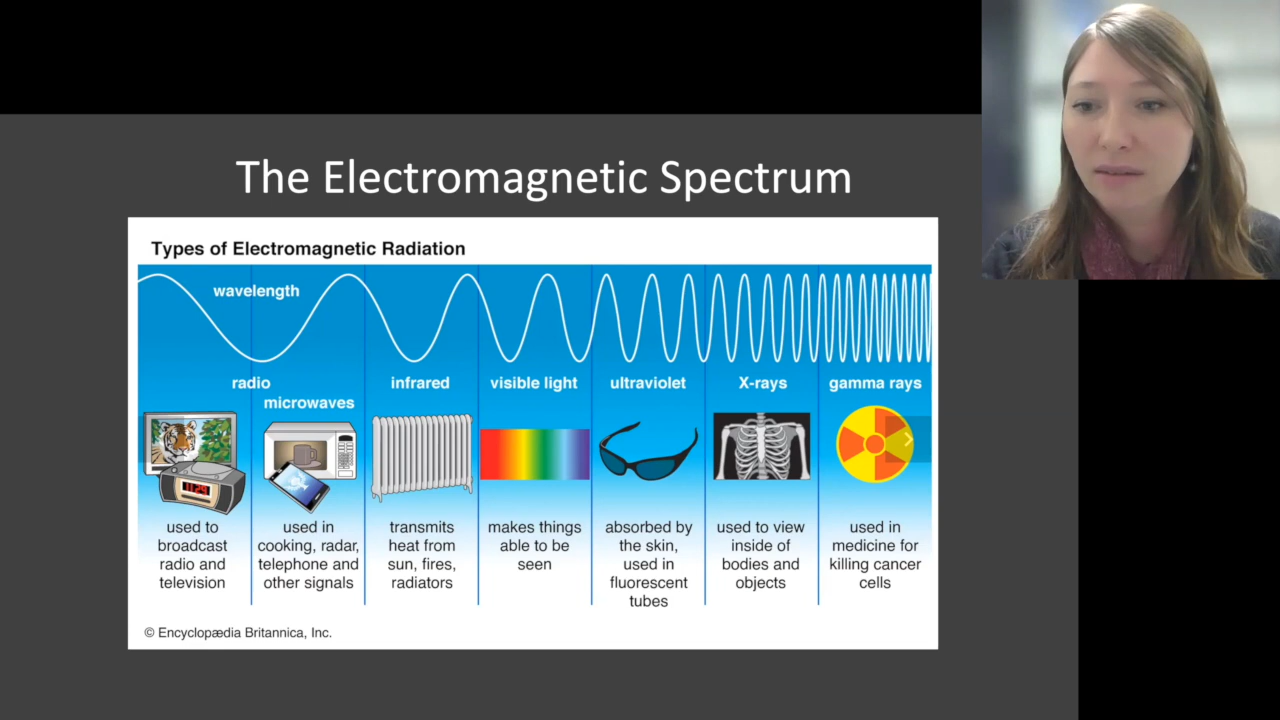 The Electromagnetic Spectrum
Types of Electromagnetic Radiation
wavelength
radio
microwaves
infrared
visible light
ultraviolet
X-rays
gamma rays
11:29
used to
broadcast
radio and
television
used in
cooking, radar,
telephone and
other signals
transmits
heat from
sun, fires,
radiators
makes things
able to be
seen
absorbed by
the skin,
used in
fluorescent
tubes
used to view
inside of
bodies and
objects
used in
medicine for
killing cancer
cells
© Encyclopædia Britannica, Inc.